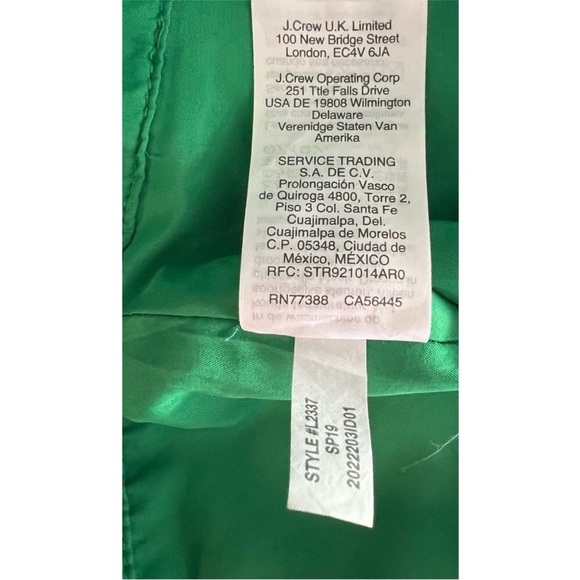 J.Crew U.K. Limited
100 New Bridge Street
London, EC4V 6JA
J.Crew Operating Corp
251 Ttle Falls Drive
USA DE 19808 Wilmington
Delaware
Verenidge Staten Van
Amerika
SERVICE TRADING
S.A. DE C.V.
Prolongación Vasco
de Quiroga 4800, Torre 2,
Piso 3 Col. Santa Fe
Cuajimalpa, Del.
Cuajimalpa de Morelos
C.P. 05348, Ciudad de
México, MÉXICO
RFC: STR921014AR0
RN77388 CA56445
STYLE #L2337
SP19
2022203ID01